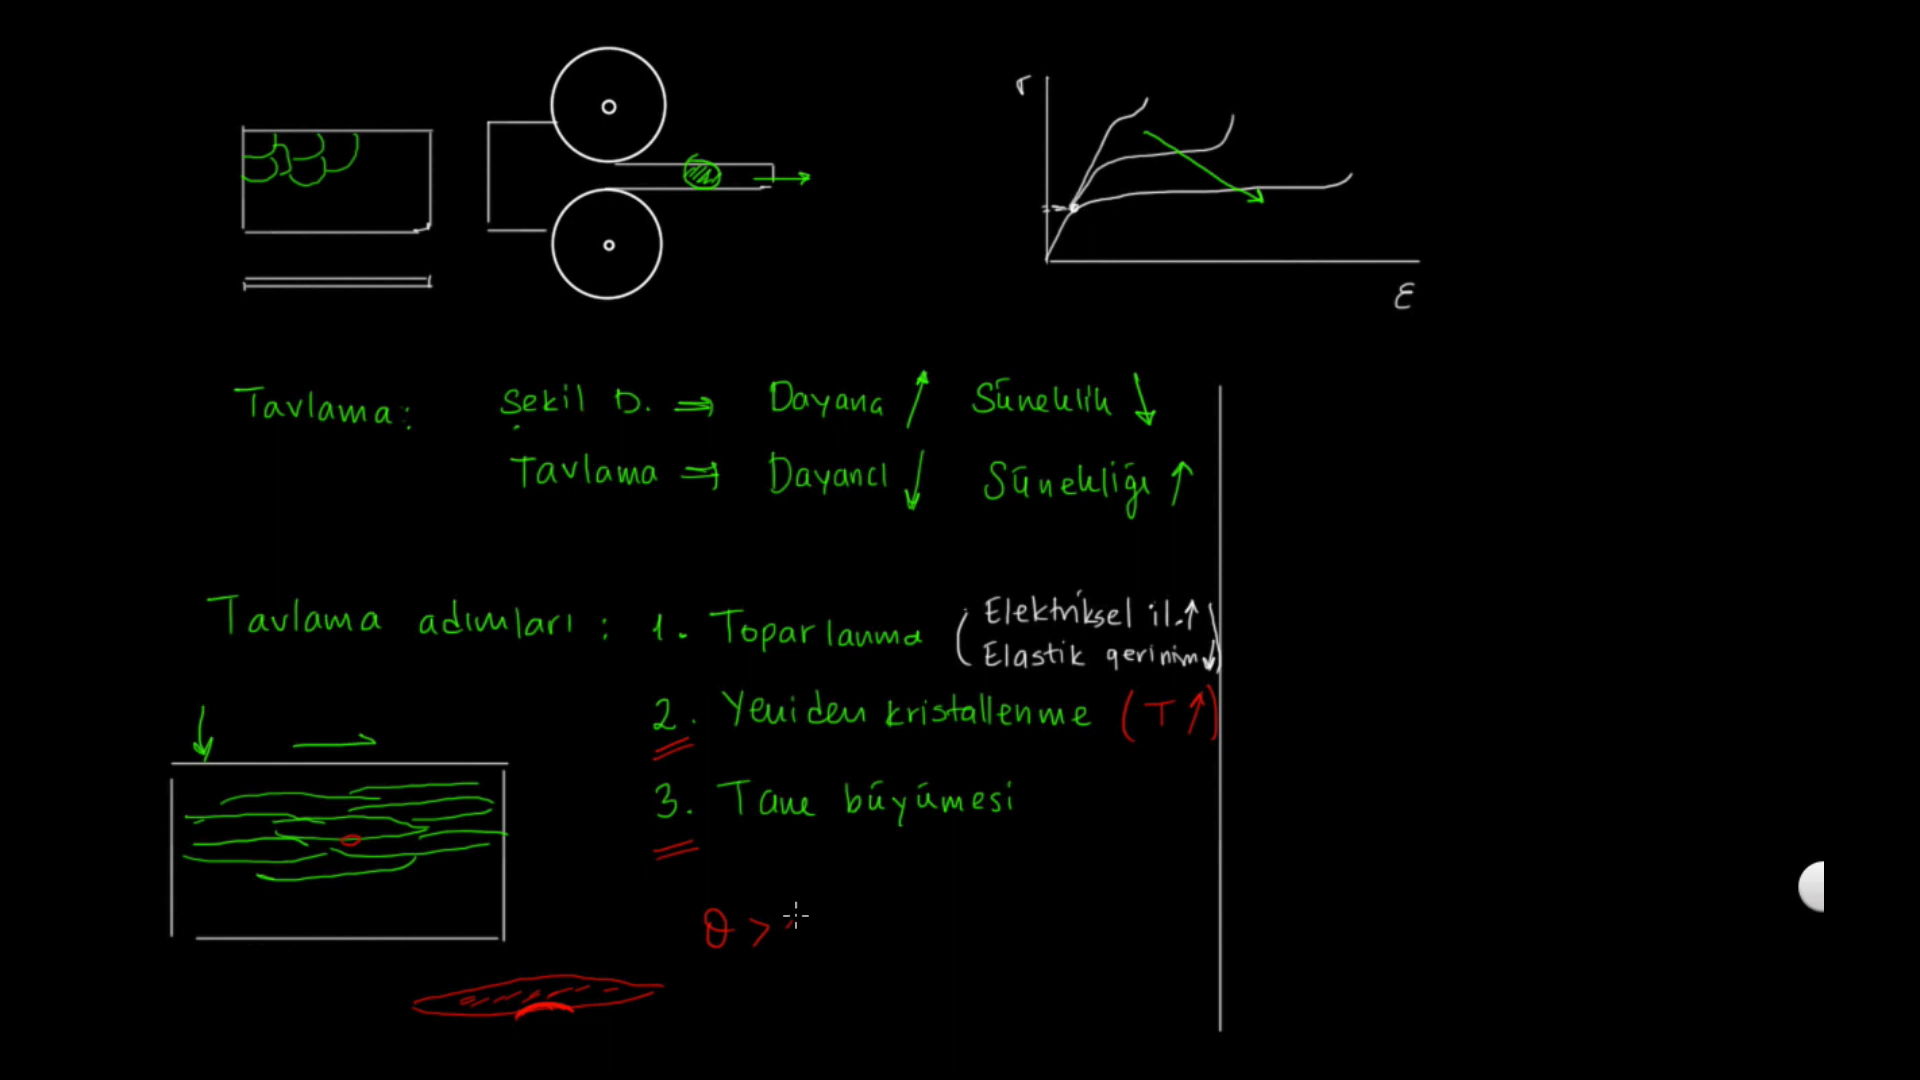 σ
ε
Tavlama: Şekil D. ⇒ Dayanç ↑ Süneklik ↓
Tavlama ⇒ Dayancı ↓ Sünekliği ↑
Tavlama adımları : 1. Toparlanma (Elektriksel il. ↑
Elastik gerinim ↓)
2. Yeniden kristallenme (T ↑)
3. Tane büyümesi
θ >